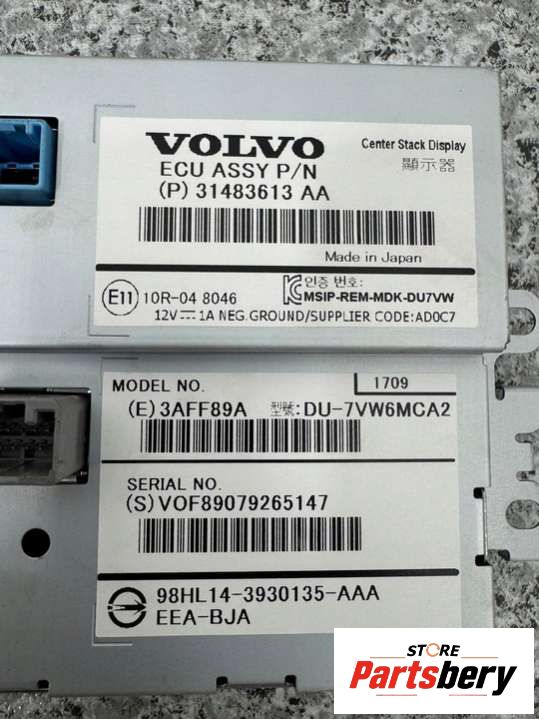 VOLVO
Center Stack Display
ECU ASSY P/N
顯示器
(P) 31483613 AA
Made in Japan
E11 10R-04 8046
인증 번호:
MSIP-REM-MDK-DU7VW
12V⎓1A NEG.GROUND/SUPPLIER CODE:AD0C7
MODEL NO.
1709
(E)3AFF89A 型號:DU-7VW6MCA2
SERIAL NO.
(S)VOF89079265147
98HL14-3930135-AAA
EEA-BJA
STORE
Partsbery